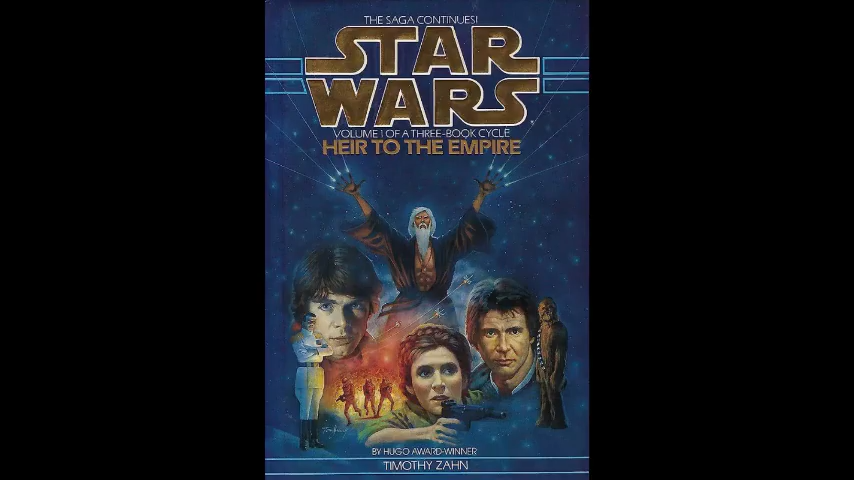 THE SAGA CONTINUES!
STAR
WARS
VOLUME 1 OF A THREE-BOOK CYCLE
HEIR TO THE EMPIRE
BY HUGO AWARD-WINNER
TIMOTHY ZAHN